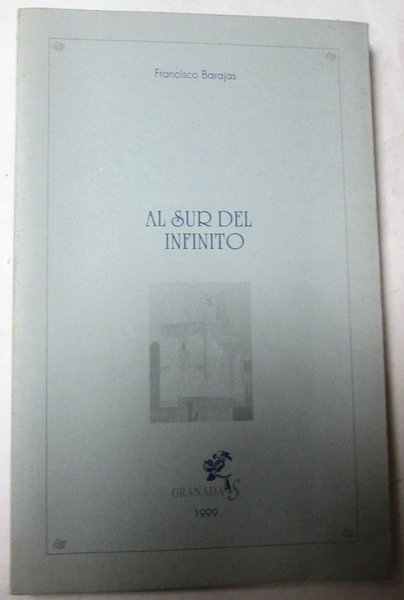 Francisco Barajas
AL SUR DEL
INFINITO
GRANADA
1999